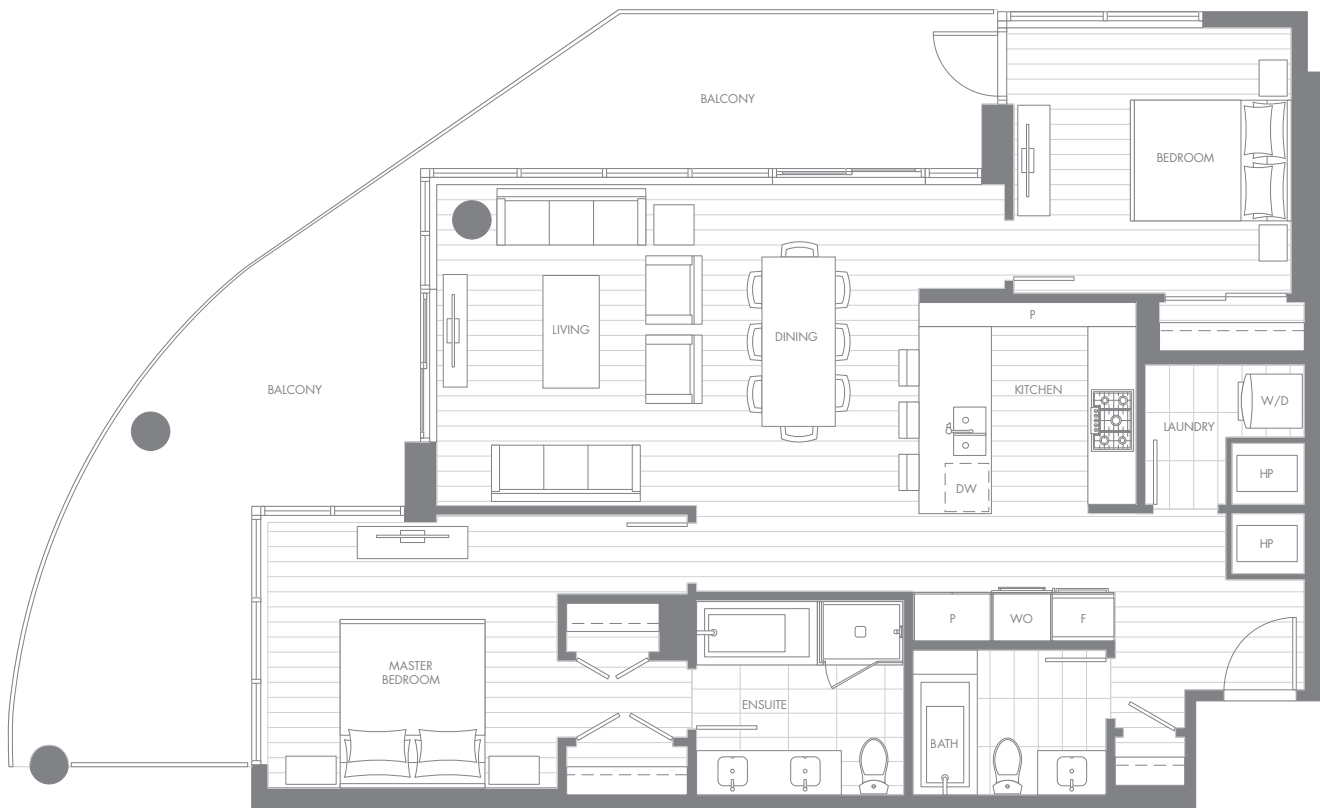 BALCONY
BEDROOM
P
LIVING
DINING
BALCONY
KITCHEN
W/D
LAUNDRY
HP
DW
HP
P
WO
F
MASTER
BEDROOM
ENSUITE
BATH